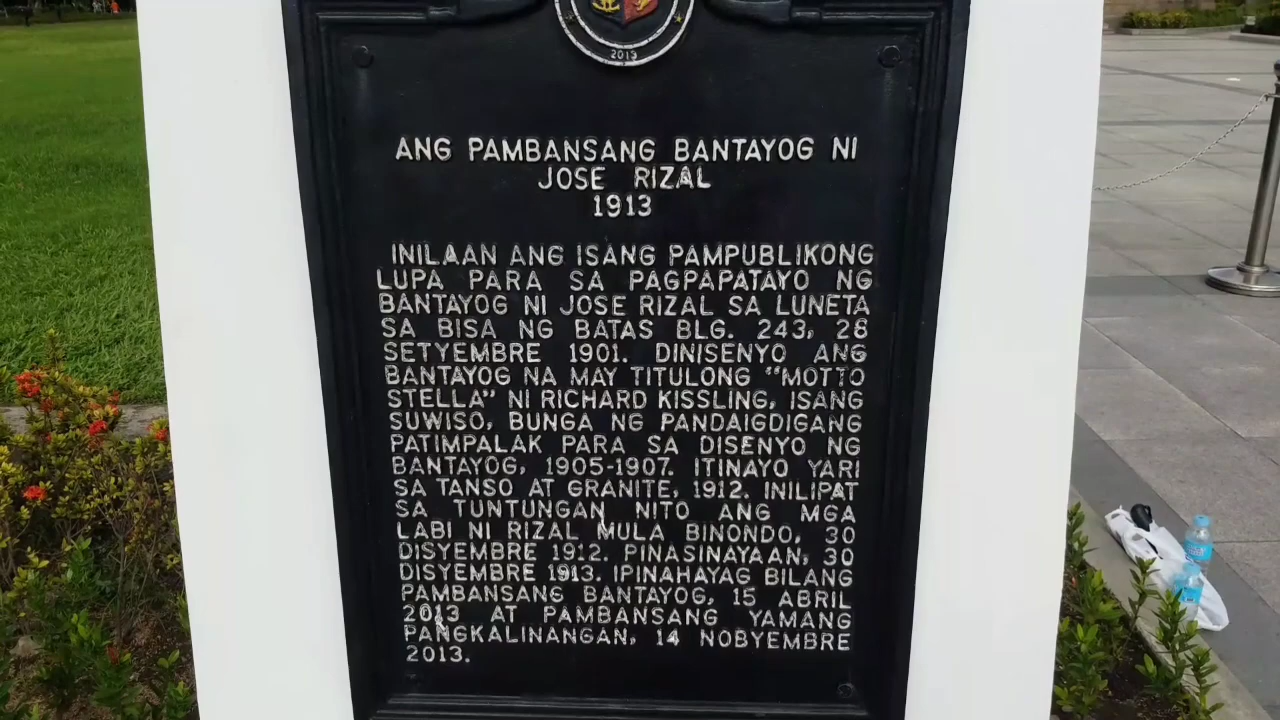 2013
ANG PAMBANSANG BANTAYOG NI
JOSE RIZAL
1913
INILAAN ANG ISANG PAMPUBLIKONG
LUPA PARA SA PAGPAPATAYO NG
BANTAYOG NI JOSE RIZAL SA LUNETA
SA BISA NG BATAS BLG. 243, 28
SETYEMBRE 1901. DINISENYO ANG
BANTAYOG NA MAY TITULONG "MOTTO
STELLA" NI RICHARD KISSLING, ISANG
SUWISO, BUNGA NG PANDAIGDIGANG
PATIMPALAK PARA SA DISENYO NG
BANTAYOG, 1905-1907. ITINAYO YARI
SA TANSO AT GRANITE, 1912. INILIPAT
SA TUNTUNGAN NITO ANG MGA
LABI NI RIZAL MULA BINONDO, 30
DISYEMBRE 1912. PINASINAYAAN, 30
DISYEMBRE 1913. IPINAHAYAG BILANG
PAMBANSANG BANTAYOG, 15 ABRIL
2013 AT PAMBANSANG YAMANG
PANGKALINANGAN, 14 NOBYEMBRE
2013.